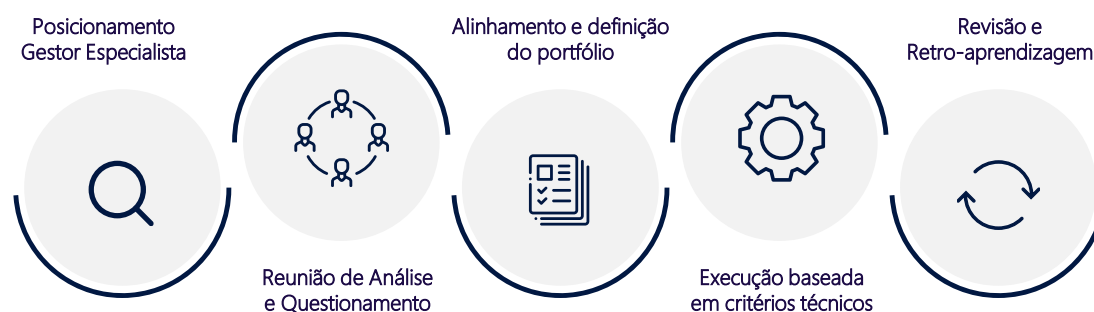 Posicionamento
Gestor Especialista
Reunião de Análise
e Questionamento
Alinhamento e definição
do portfólio
Execução baseada
em critérios técnicos
Revisão e
Retro-aprendizagem